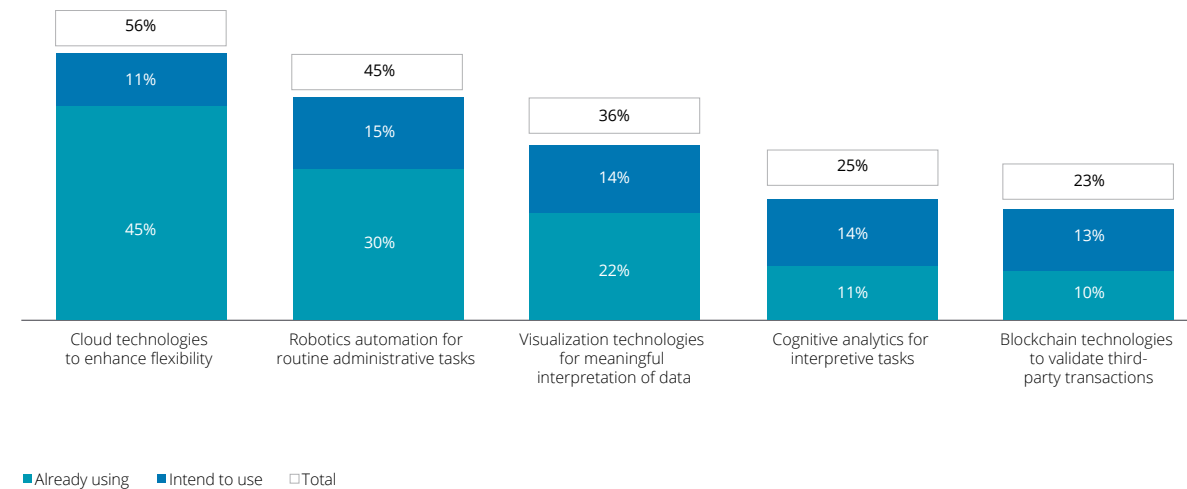 56%
11%
45%
45%
15%
30%
36%
14%
22%
25%
14%
11%
23%
13%
10%
Cloud technologies
to enhance flexibility
Robotics automation for
routine administrative tasks
Visualization technologies
for meaningful
interpretation of data
Cognitive analytics for
interpretive tasks
Blockchain technologies
to validate third-
party transactions
Already using
Intend to use
Total